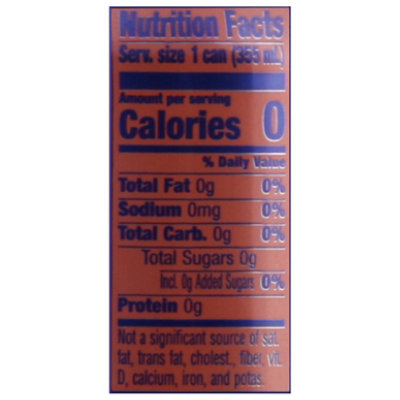 Nutrition Facts
Serv. size 1 can (355 mL)
Amount per serving
Calories 0
% Daily Value
Total Fat 0g 0%
Sodium 0mg 0%
Total Carb. 0g 0%
Total Sugars 0g
Incl. 0g Added Sugars 0%
Protein 0g
Not a significant source of sat.
fat, trans fat, cholest., fiber, vit.
D, calcium, iron, and potas.